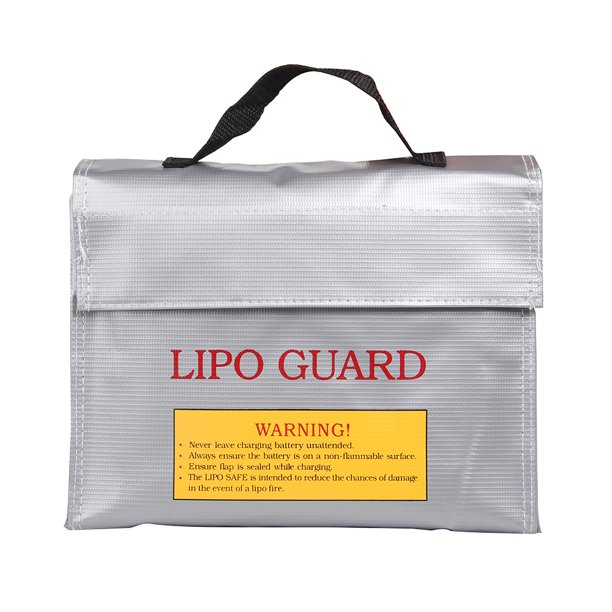 LIPO GUARD
WARNING!
• Never leave charging battery unattended.
• Always ensure the battery is on a non-flammable surface.
• Ensure flap is sealed while charging.
• The LIPO SAFE is intended to reduce the chances of damage
in the event of a lipo fire.